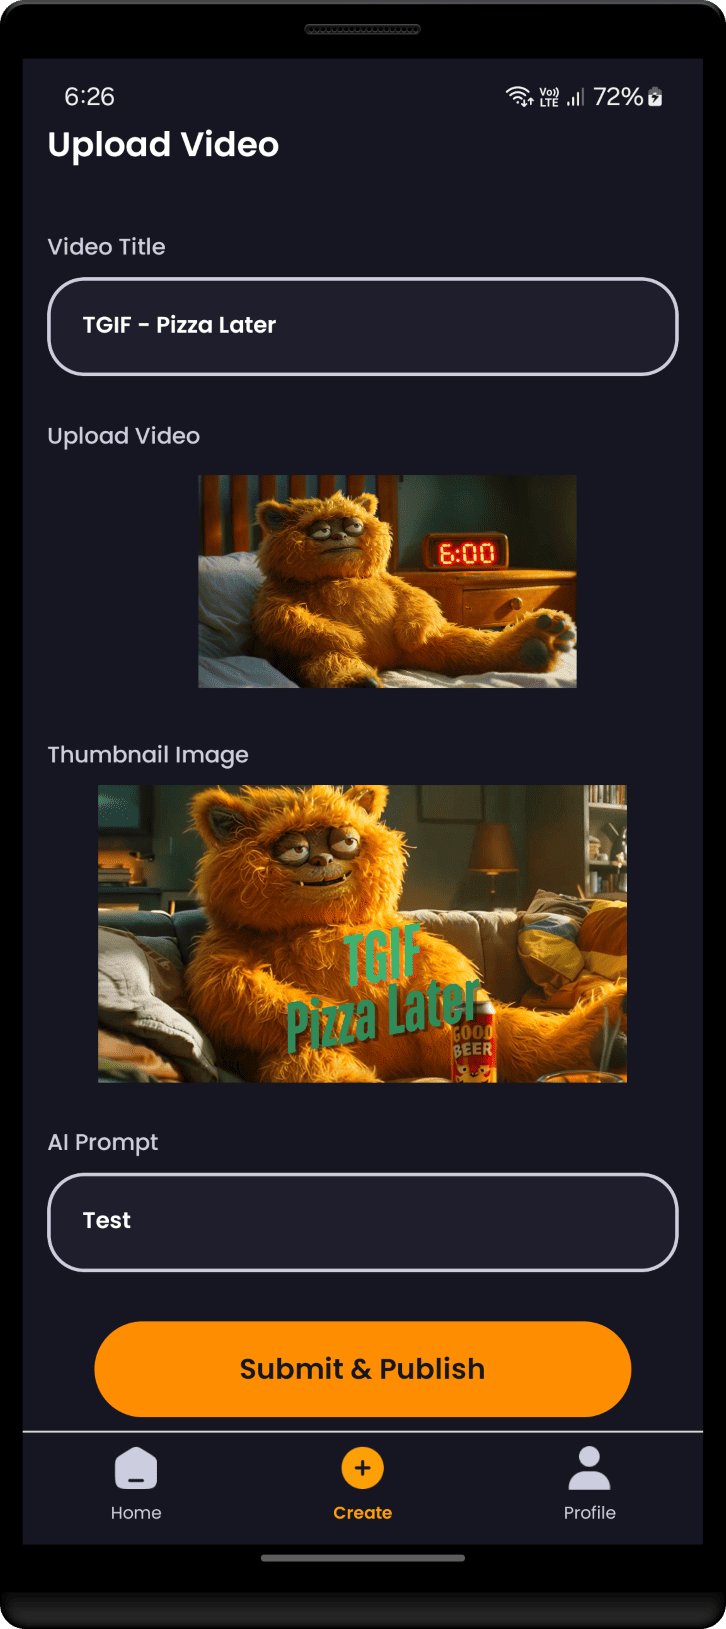 6:26
Vo))
LTE
72%
Upload Video
Video Title
TGIF - Pizza Later
Upload Video
6:00
Thumbnail Image
TGIF
Pizza Later
GOOD
BEER
AI Prompt
Test
Submit & Publish
Home
Create
Profile